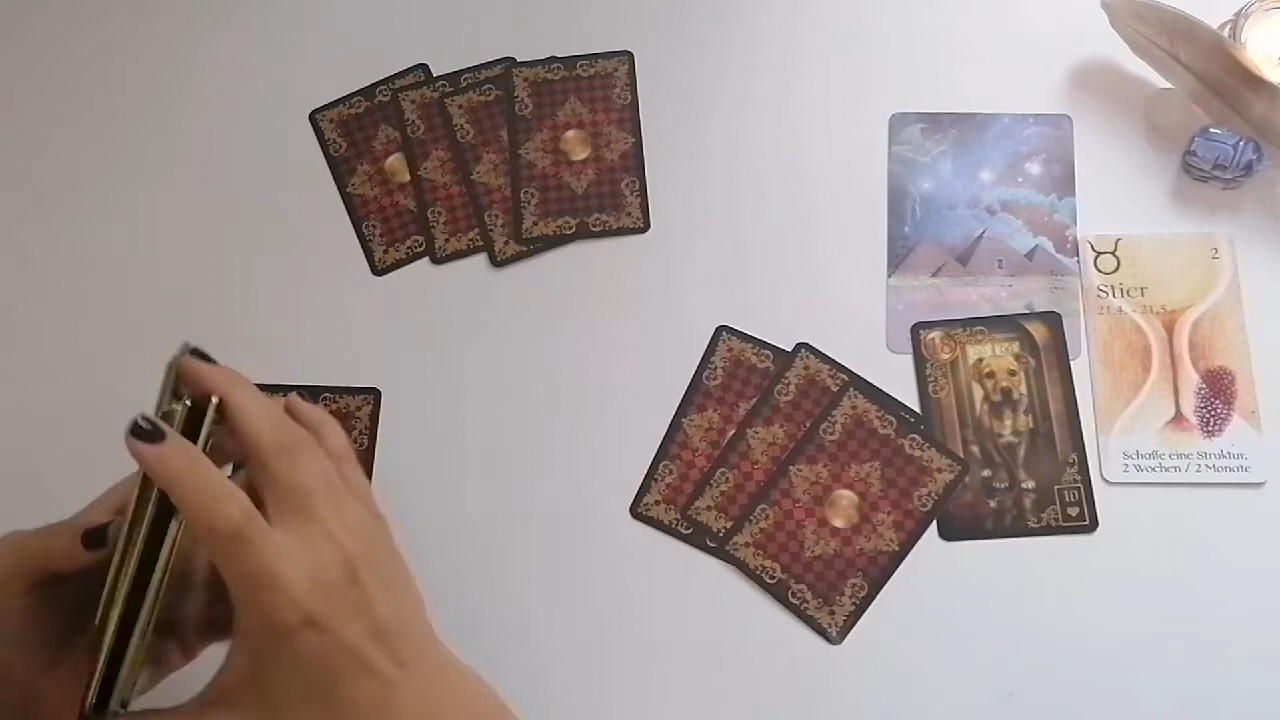 2
Stier
21.4. - 21.5.
Schaffe eine Struktur,
2 Wochen / 2 Monate
18
10